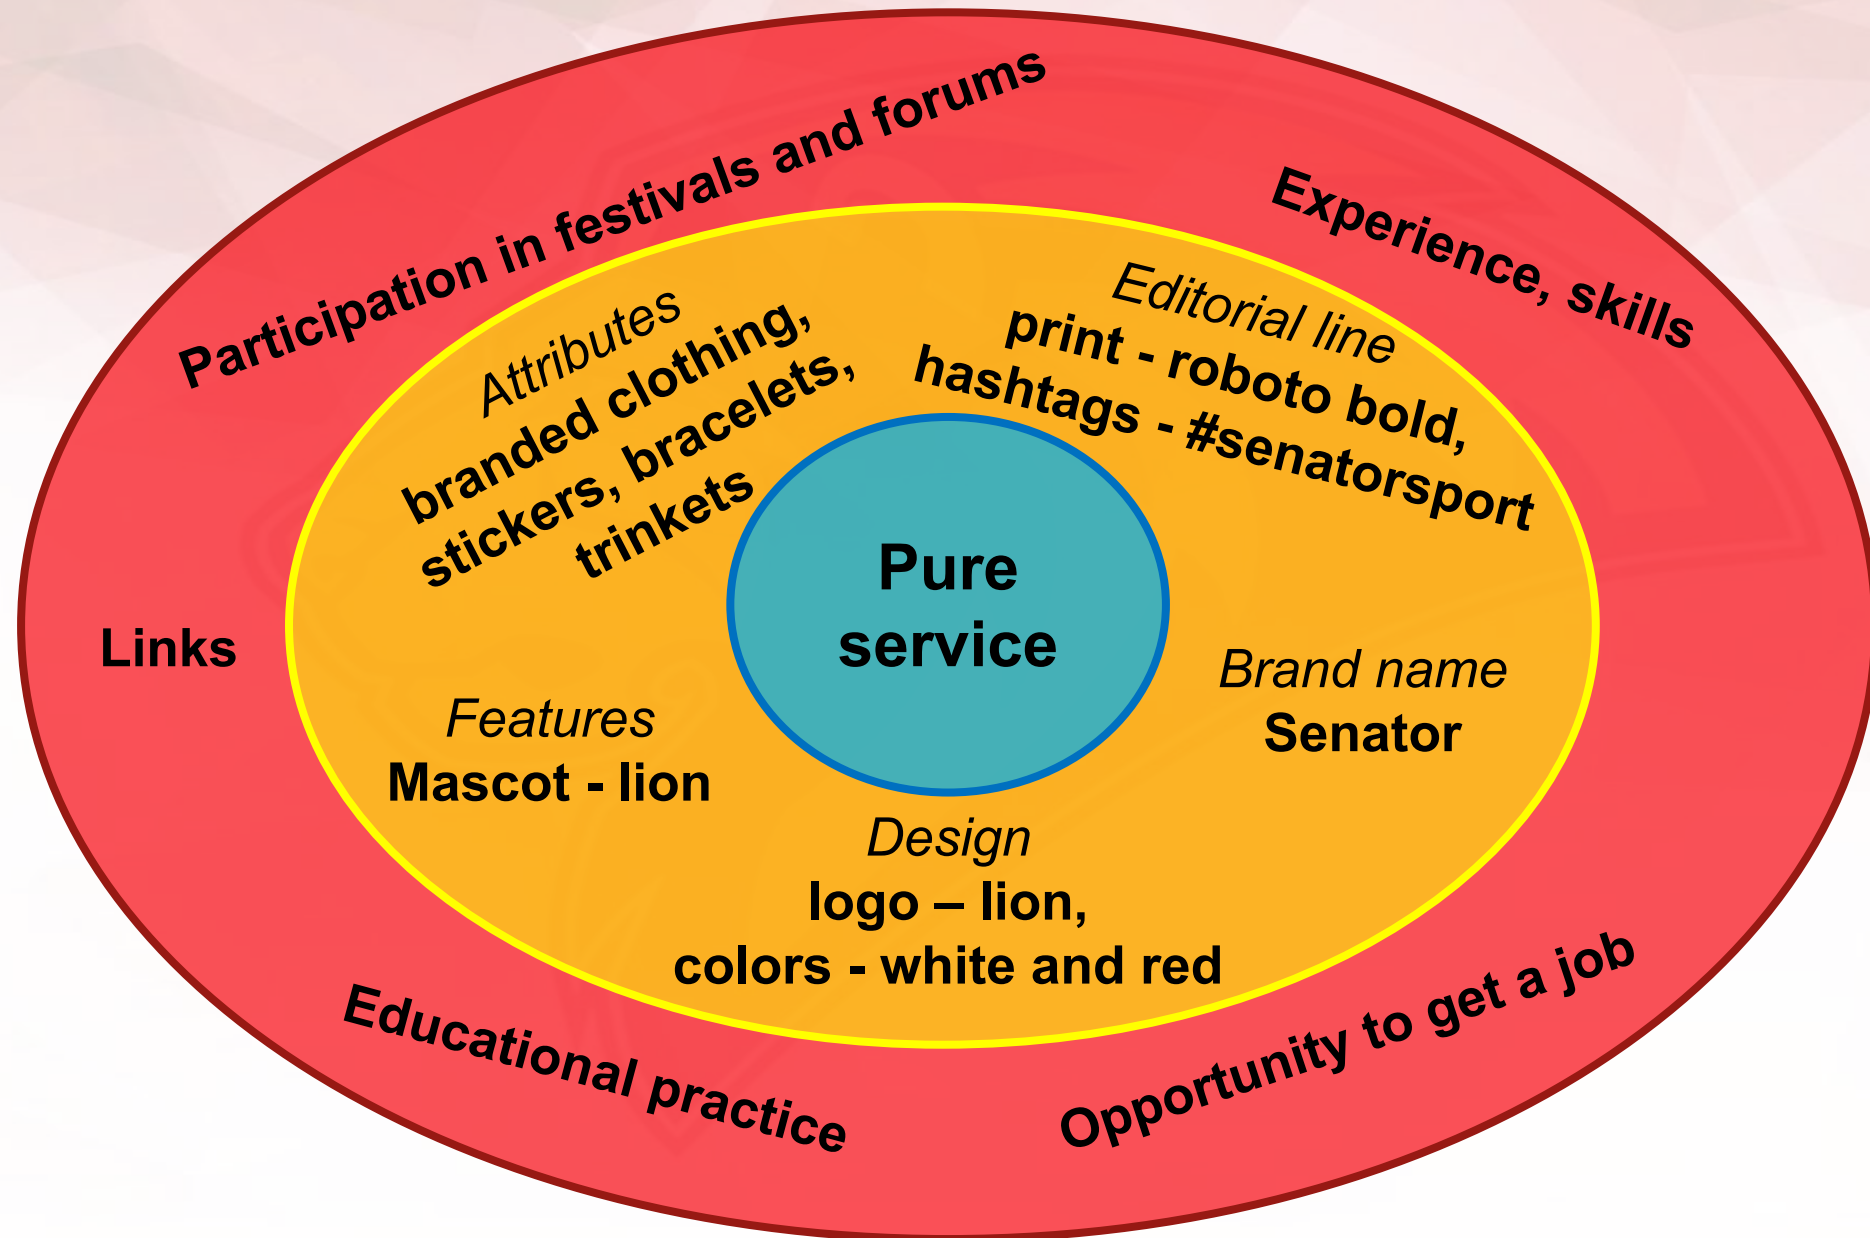 Participation in festivals and forums
Experience, skills
Attributes
branded clothing,
stickers, bracelets,
trinkets
Editorial line
print - roboto bold,
hashtags - #senatorsport
Pure
service
Links
Features
Mascot - lion
Brand name
Senator
Design
logo – lion,
colors - white and red
Educational practice
Opportunity to get a job